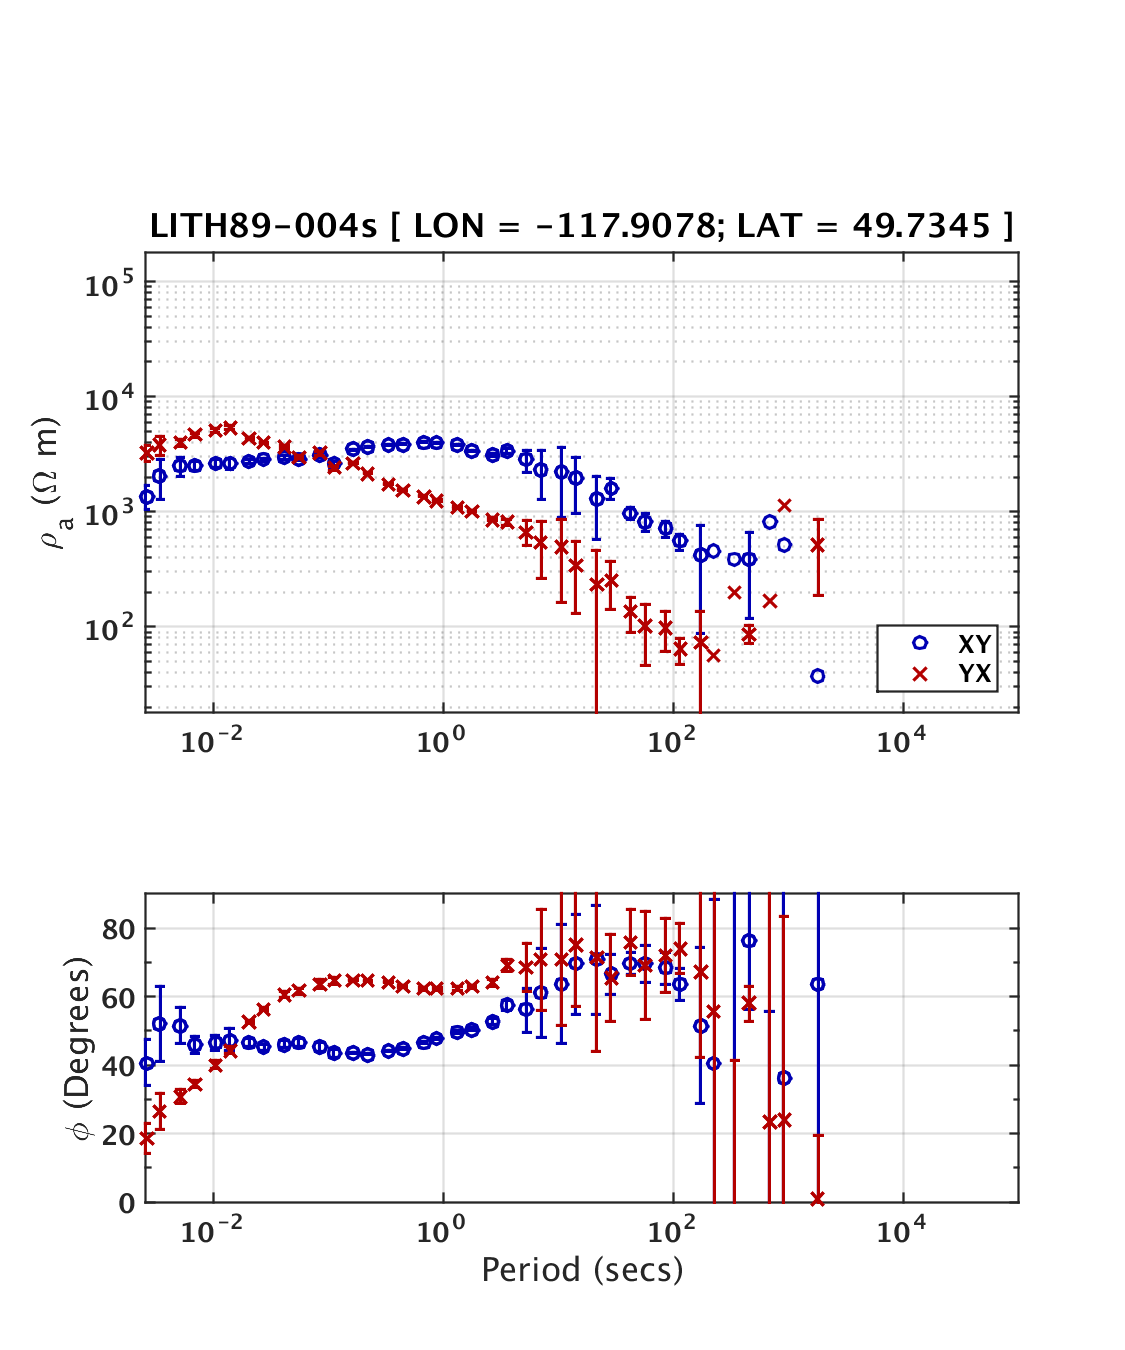 LITH89-004s [ LON = -117.9078; LAT = 49.7345 ]
10^5
10^4
10^3
10^2
ρ_a (Ω m)
XY
YX
10^-2 10^0 10^2 10^4
80
60
40
20
0
ϕ (Degrees)
10^-2 10^0 10^2 10^4
Period (secs)